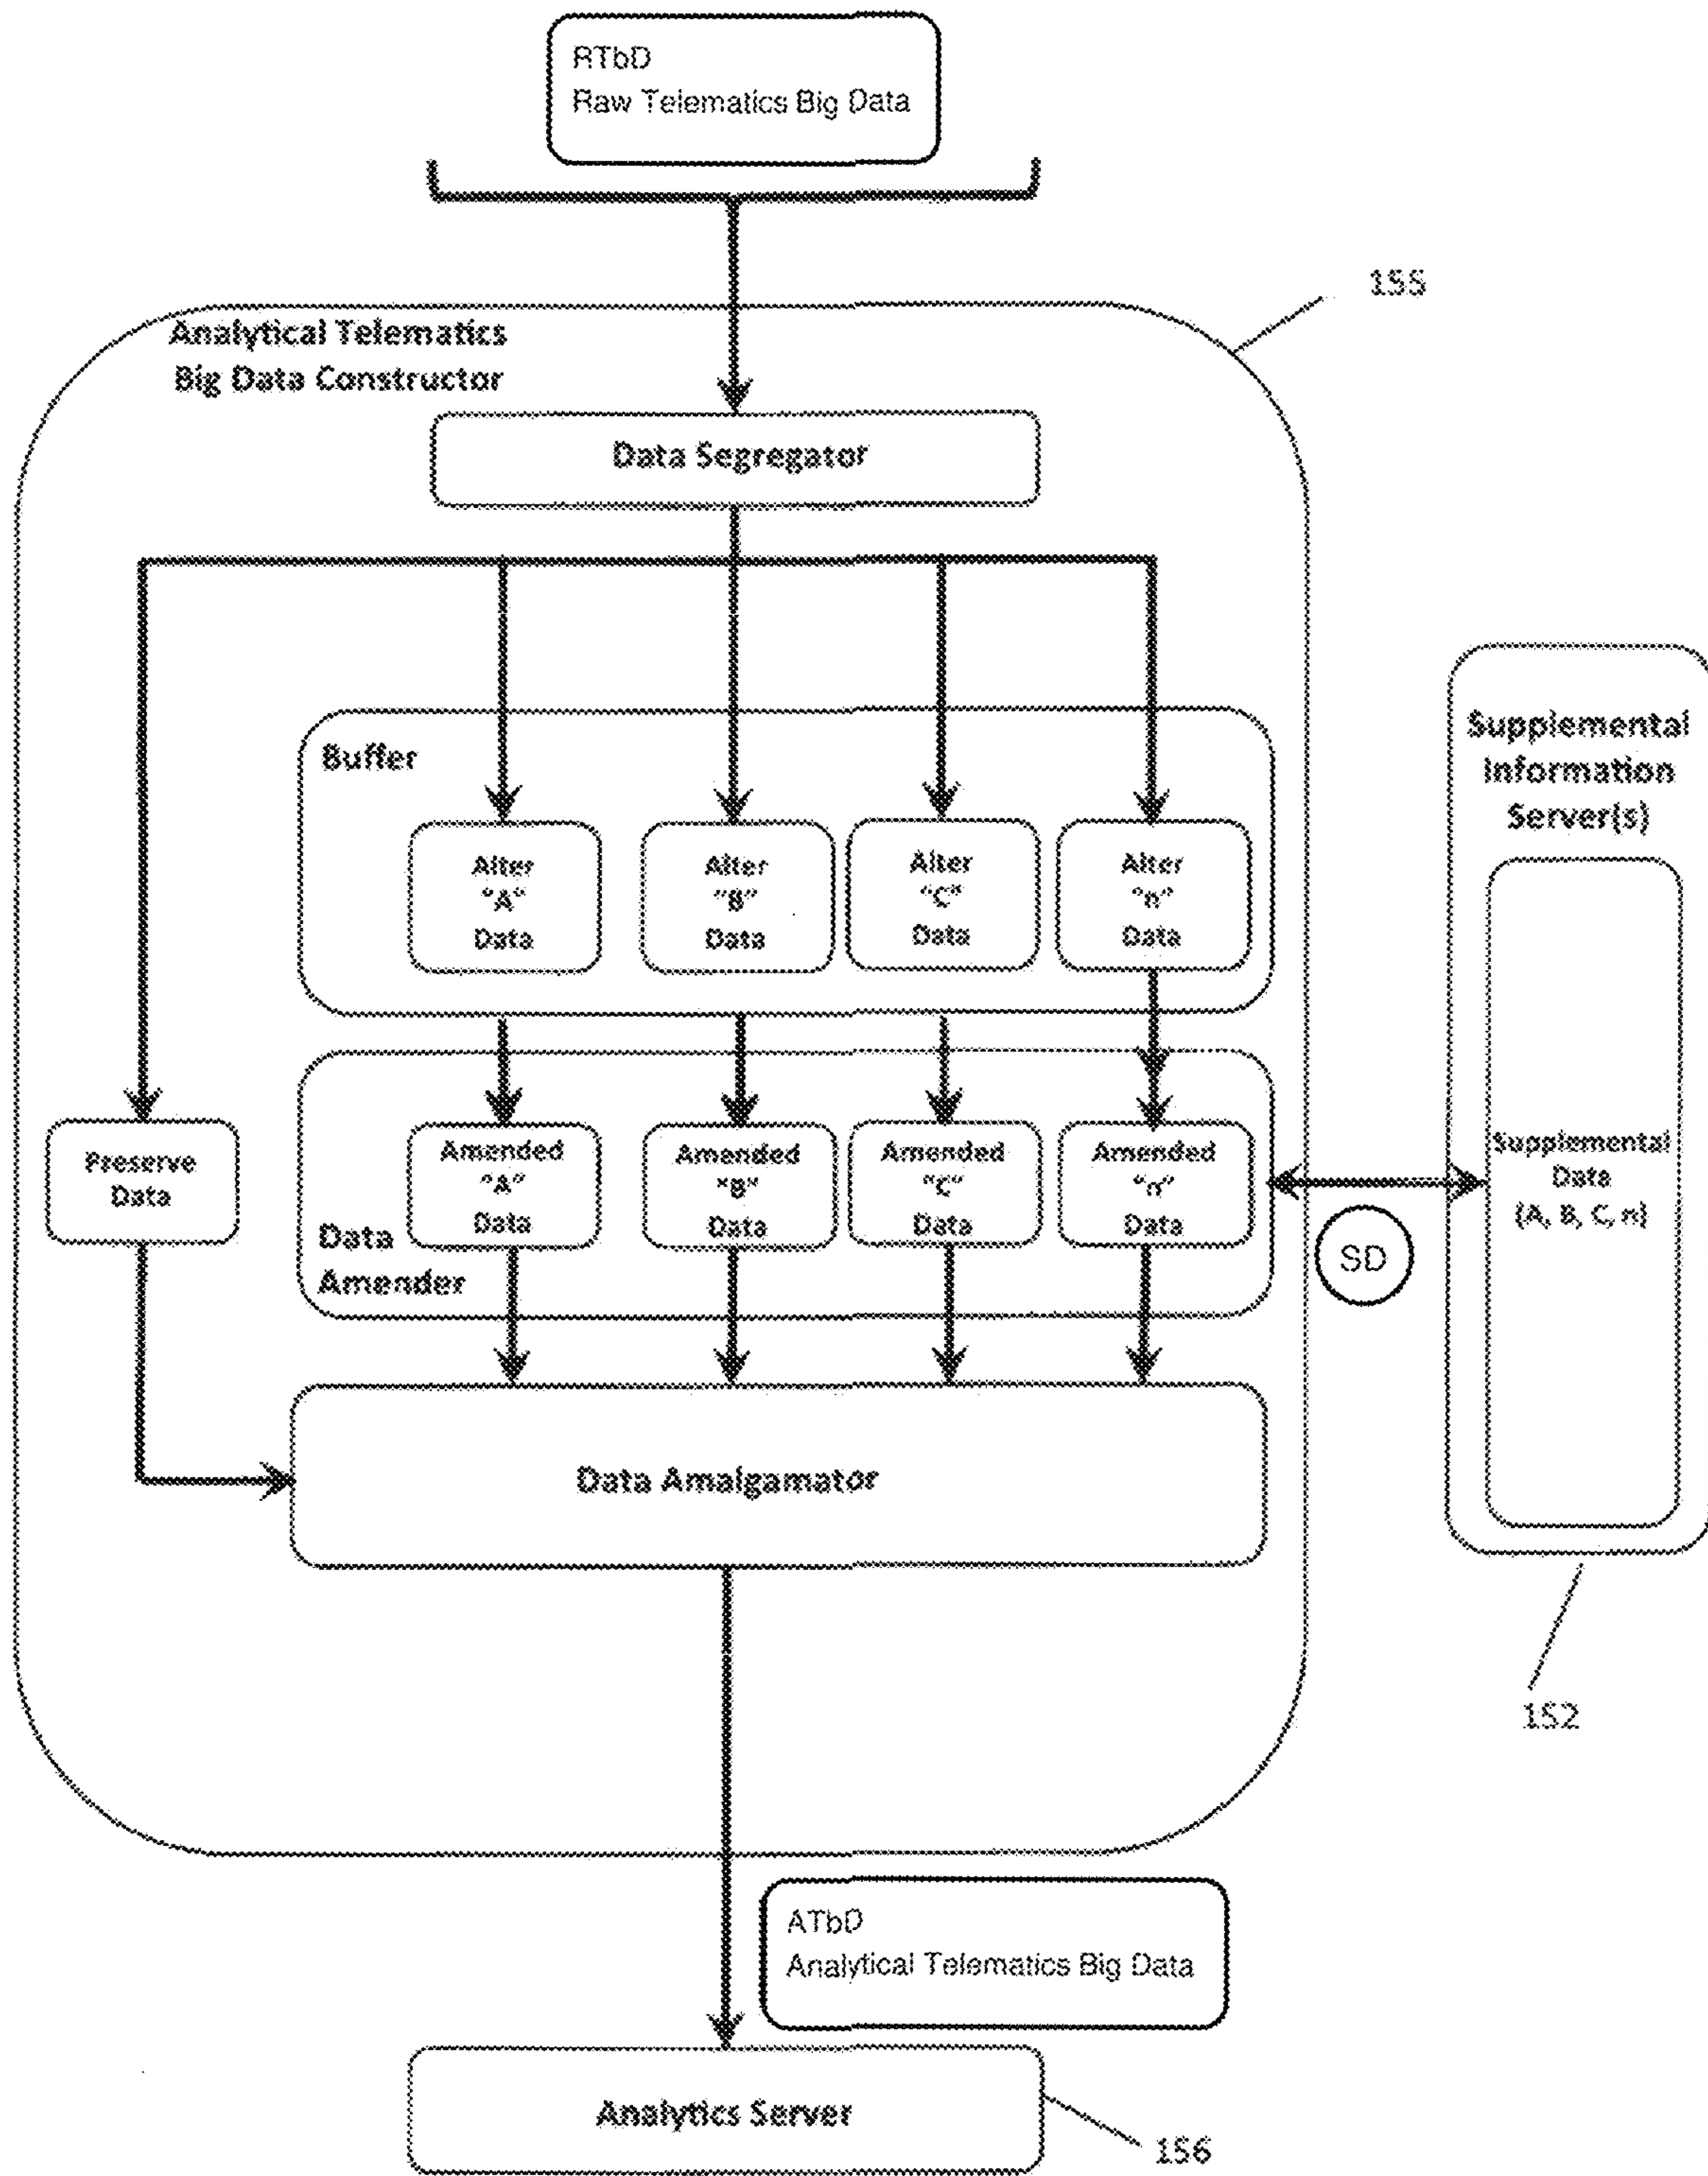 RTbD
Raw Telematics Big Data
155
Analytical Telematics
Big Data Constructor
Data Segregator
Buffer
Alter
"A"
Data
Alter
"B"
Data
Alter
"C"
Data
Alter
"n"
Data
Supplemental
Information
Server(s)
Preserve
Data
Amended
"A"
Data
Amended
"B"
Data
Amended
"C"
Data
Amended
"n"
Data
Data
Amender
SD
Supplemental
Data
(A, B, C, n)
Data Amalgamator
152
ATbD
Analytical Telematics Big Data
Analytics Server
156